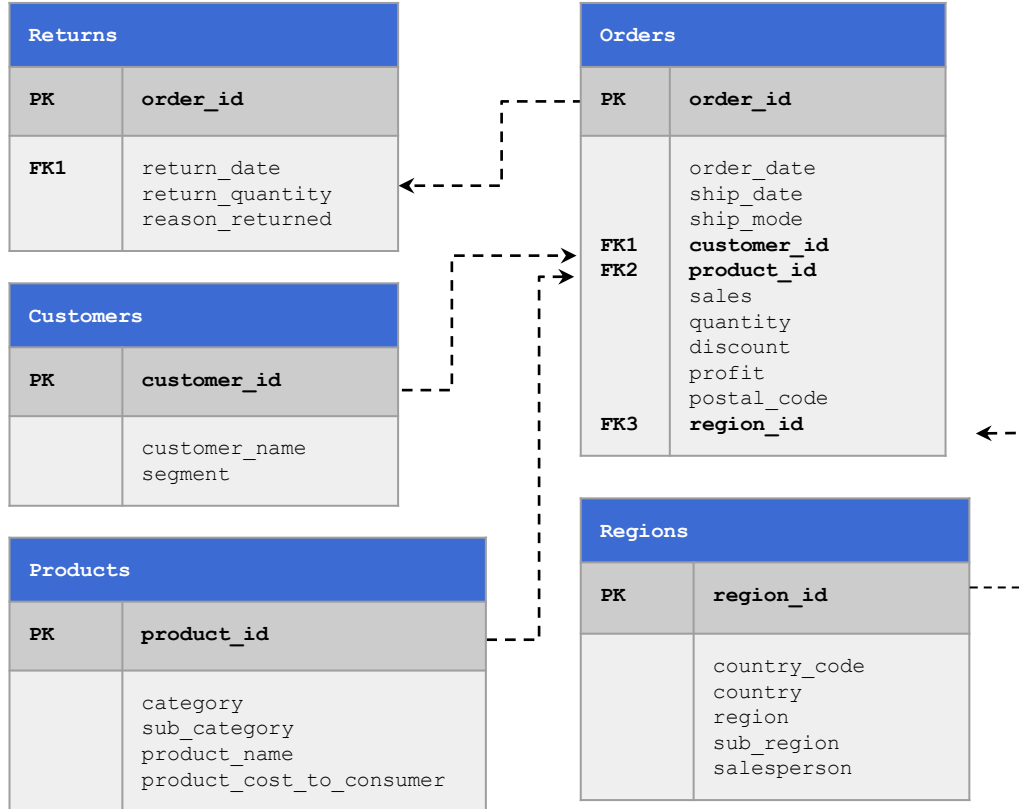 Returns
PK order_id
FK1 return_date
return_quantity
reason_returned
Customers
PK customer_id
customer_name
segment
Products
PK product_id
category
sub_category
product_name
product_cost_to_consumer
Orders
PK order_id
order_date
ship_date
ship_mode
FK1 customer_id
FK2 product_id
sales
quantity
discount
profit
postal_code
FK3 region_id
Regions
PK region_id
country_code
country
region
sub_region
salesperson